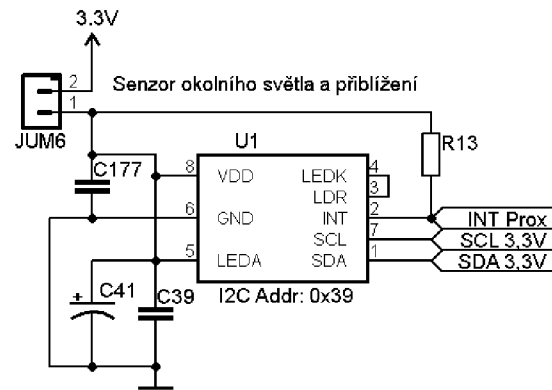 3.3V
2
1
JUM6
Senzor okolního světla a přiblížení
R13
U1
C177
8
VDD
LEDK
4
LDR
3
6
GND
INT
2
INT Prox
SCL
7
SCL 3,3V
5
LEDA
SDA
1
SDA 3,3V
+
C41
C39
I2C Addr: 0x39